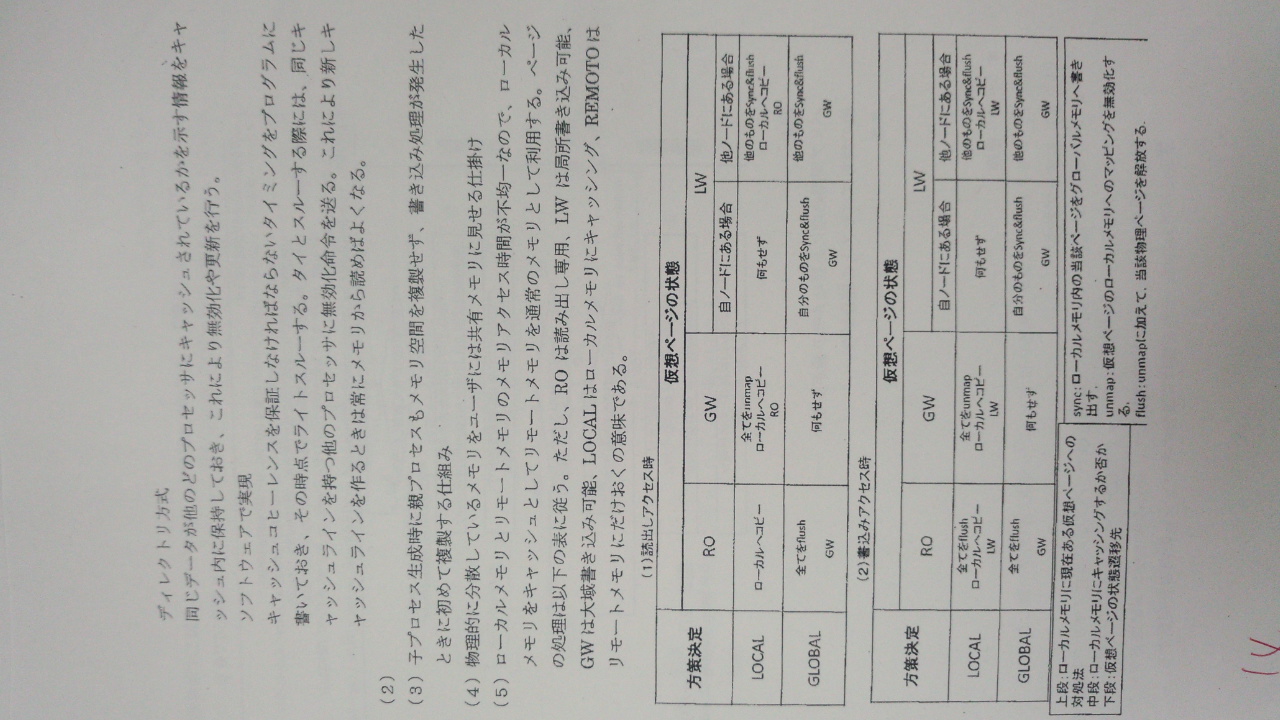 ディレクトリ方式
同じデータが他のどのプロセッサにキャッシュされているかを示す情報をキャ
ッシュ内に保持しておき、これにより無効化や更新を行う。
ソフトウェアで実現
キャッシュコヒーレンスを保証しなければならないタイミングをプログラムに
書いておき、その時点でライトスルーする。タイとスルーする際には、同じキ
ャッシュラインを持つ他のプロセッサに無効化命令を送る。これにより新しキ
ャッシュラインを作るときは常にメモリから読めばよくなる。
(2)
(3) 子プロセス生成時に親プロセスもメモリ空間を複製せず、書き込み処理が発生した
ときに初めて複製する仕組み
(4) 物理的に分散しているメモリをユーザには共有メモリに見せる仕掛け
(5) ローカルメモリとリモートメモリのメモリアクセス時間が不均一なので、ローカル
メモリをキャッシュとしてリモートメモリを通常のメモリとして利用する。ページ
の処理は以下の表に従う。ただし、RO は読み出し専用、LW は局所書き込み可能、
GW は大域書き込み可能、LOCAL はローカルメモリにキャッシング、REMOTO は
リモートメモリにだけおくの意味である。
(1)読出しアクセス時
方策決定 仮想ページの状態
RO GW LW
自ノードにある場合 他ノードにある場合
LOCAL ローカルへコピー 全てをunmap ローカルへコピー RO 何もせず 他のものをSync&flush ローカルへコピー RO
GLOBAL 全てをflush GW 何もせず 自分のものをSync&flush GW 他のものをSync&flush GW
(2)書込みアクセス時
方策決定 仮想ページの状態
RO GW LW
自ノードにある場合 他ノードにある場合
LOCAL 全てをflush ローカルへコピー LW 全てをunmap ローカルへコピー LW 何もせず 他のものをSync&flush ローカルへコピー LW
GLOBAL 全てをflush GW 何もせず 自分のものをSync&flush GW 他のものをSync&flush GW
上段:ローカルメモリに現在ある仮想ページへの
対処法
中段:ローカルメモリにキャッシングするか否か
下段:仮想ページの状態遷移先
sync:ローカルメモリ内の当該ページをグローバルメモリへ書き
出す.
unmap:仮想ページのローカルメモリへのマッピングを無効化す
る.
flush:unmapに加えて, 当該物理ページを解放する.